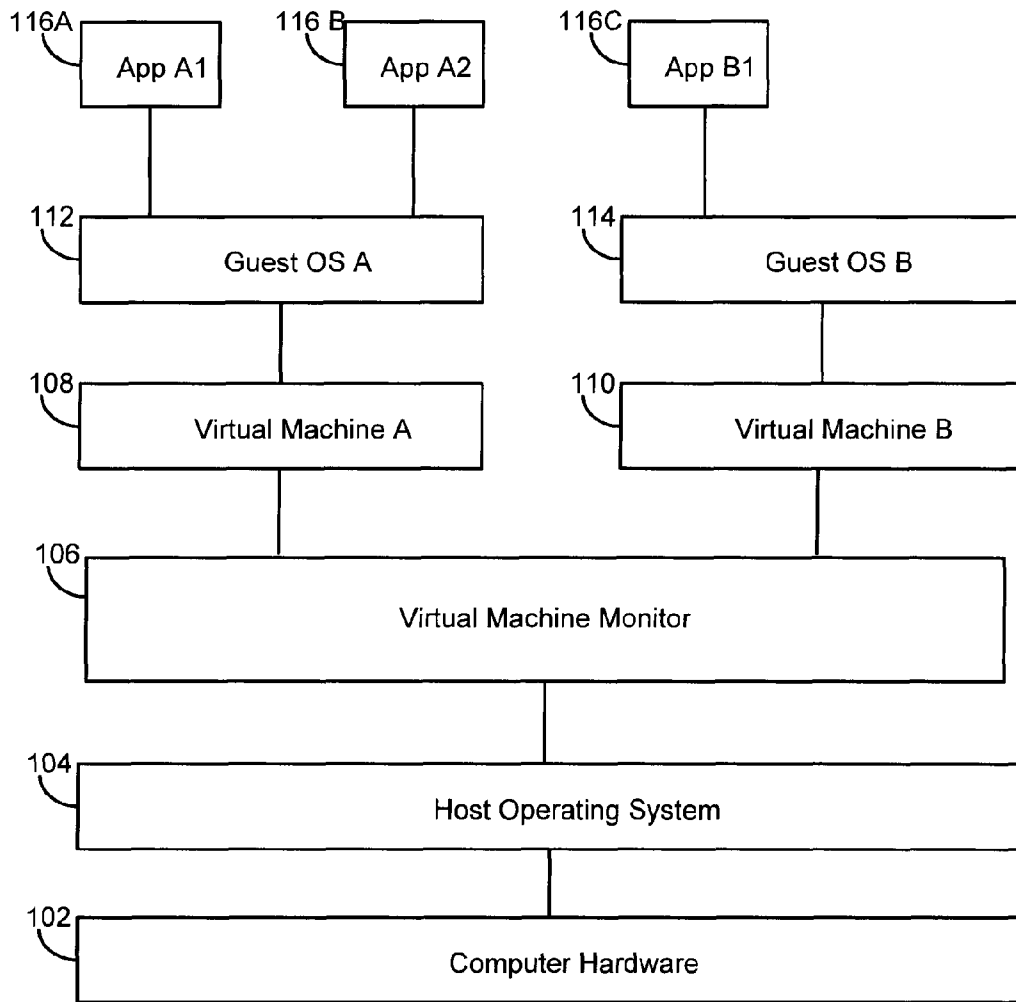 116A
116 B
116C
App A1
App A2
App B1
112
114
Guest OS A
Guest OS B
108
110
Virtual Machine A
Virtual Machine B
106
Virtual Machine Monitor
104
Host Operating System
102
Computer Hardware